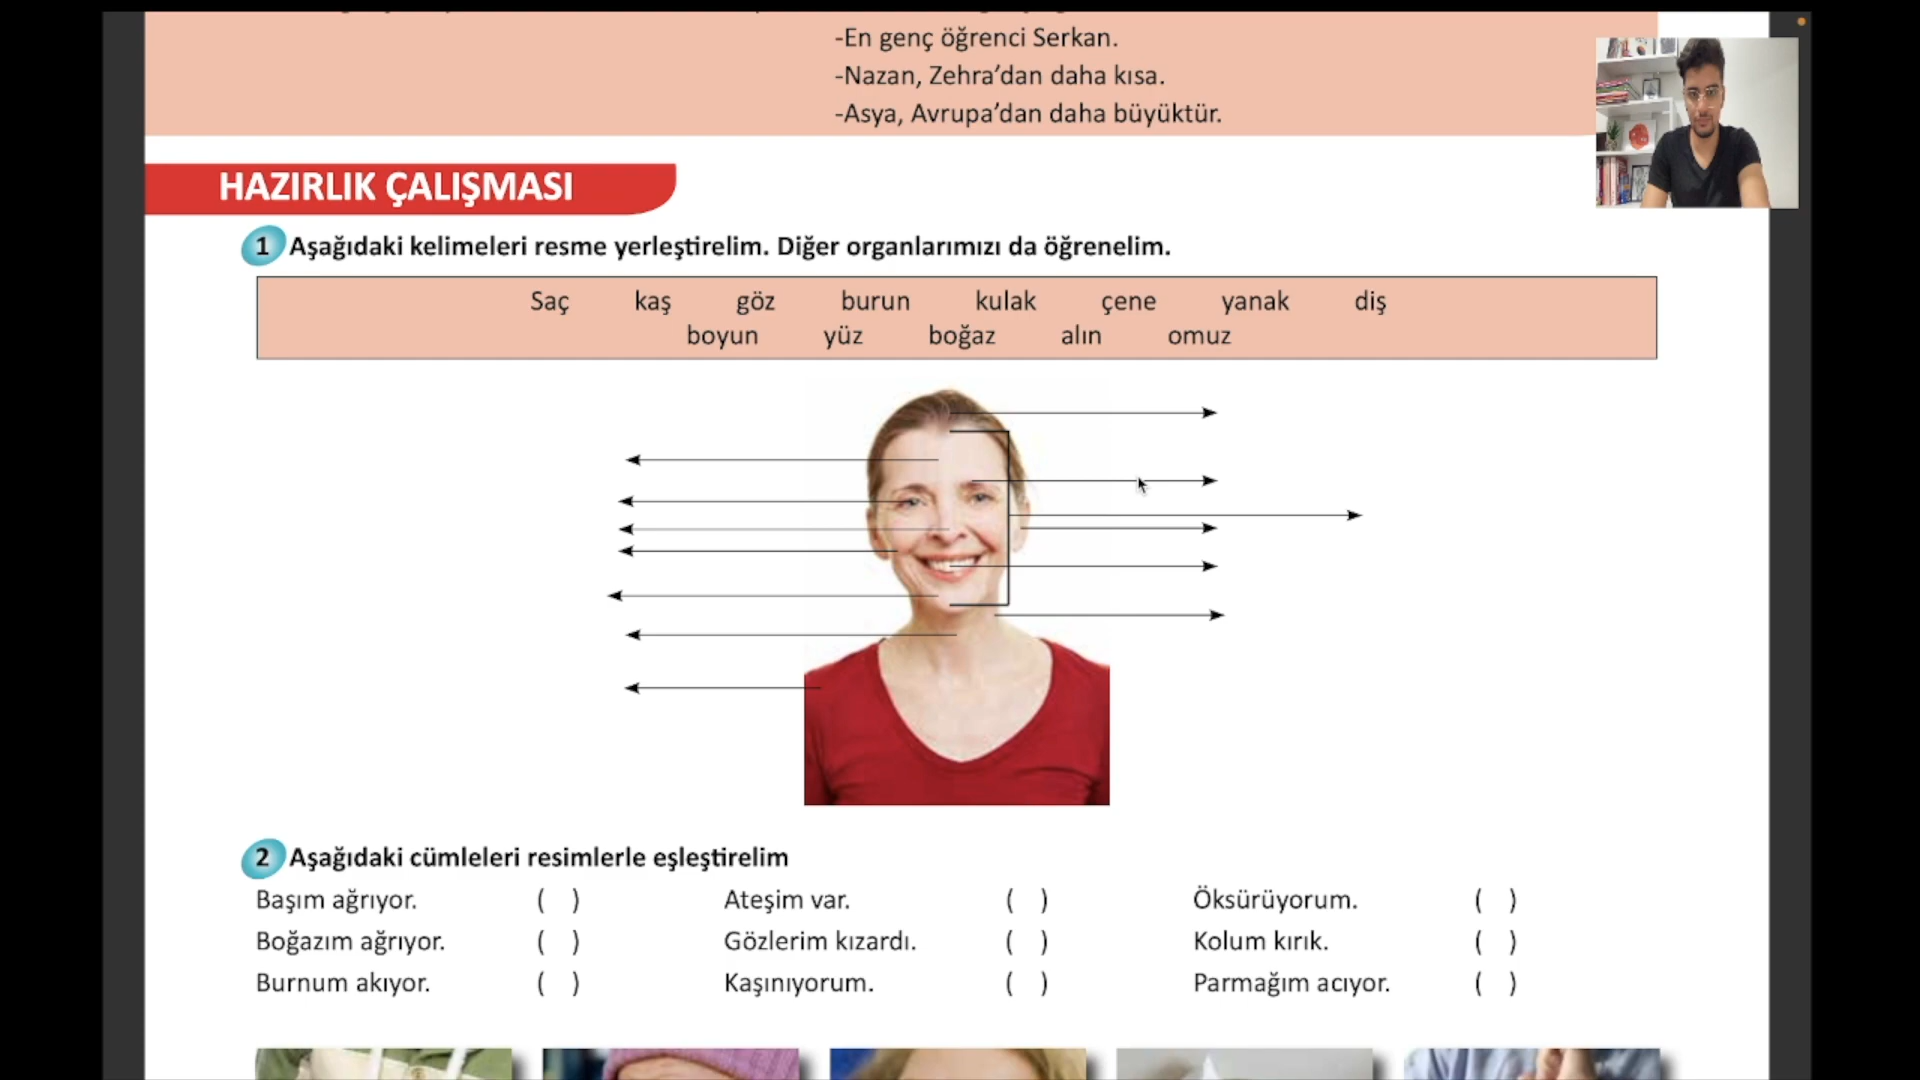 -En genç öğrenci Serkan.
-Nazan, Zehra’dan daha kısa.
-Asya, Avrupa’dan daha büyüktür.
HAZIRLIK ÇALIŞMASI
1 Aşağıdaki kelimeleri resme yerleştirelim. Diğer organlarımızı da öğrenelim.
Saç kaş göz burun kulak çene yanak diş
boyun yüz boğaz alın omuz
2 Aşağıdaki cümleleri resimlerle eşleştirelim
Başım ağrıyor. ( ) Ateşim var. ( ) Öksürüyorum. ( )
Boğazım ağrıyor. ( ) Gözlerim kızardı. ( ) Kolum kırık. ( )
Burnum akıyor. ( ) Kaşınıyorum. ( ) Parmağım acıyor. ( )